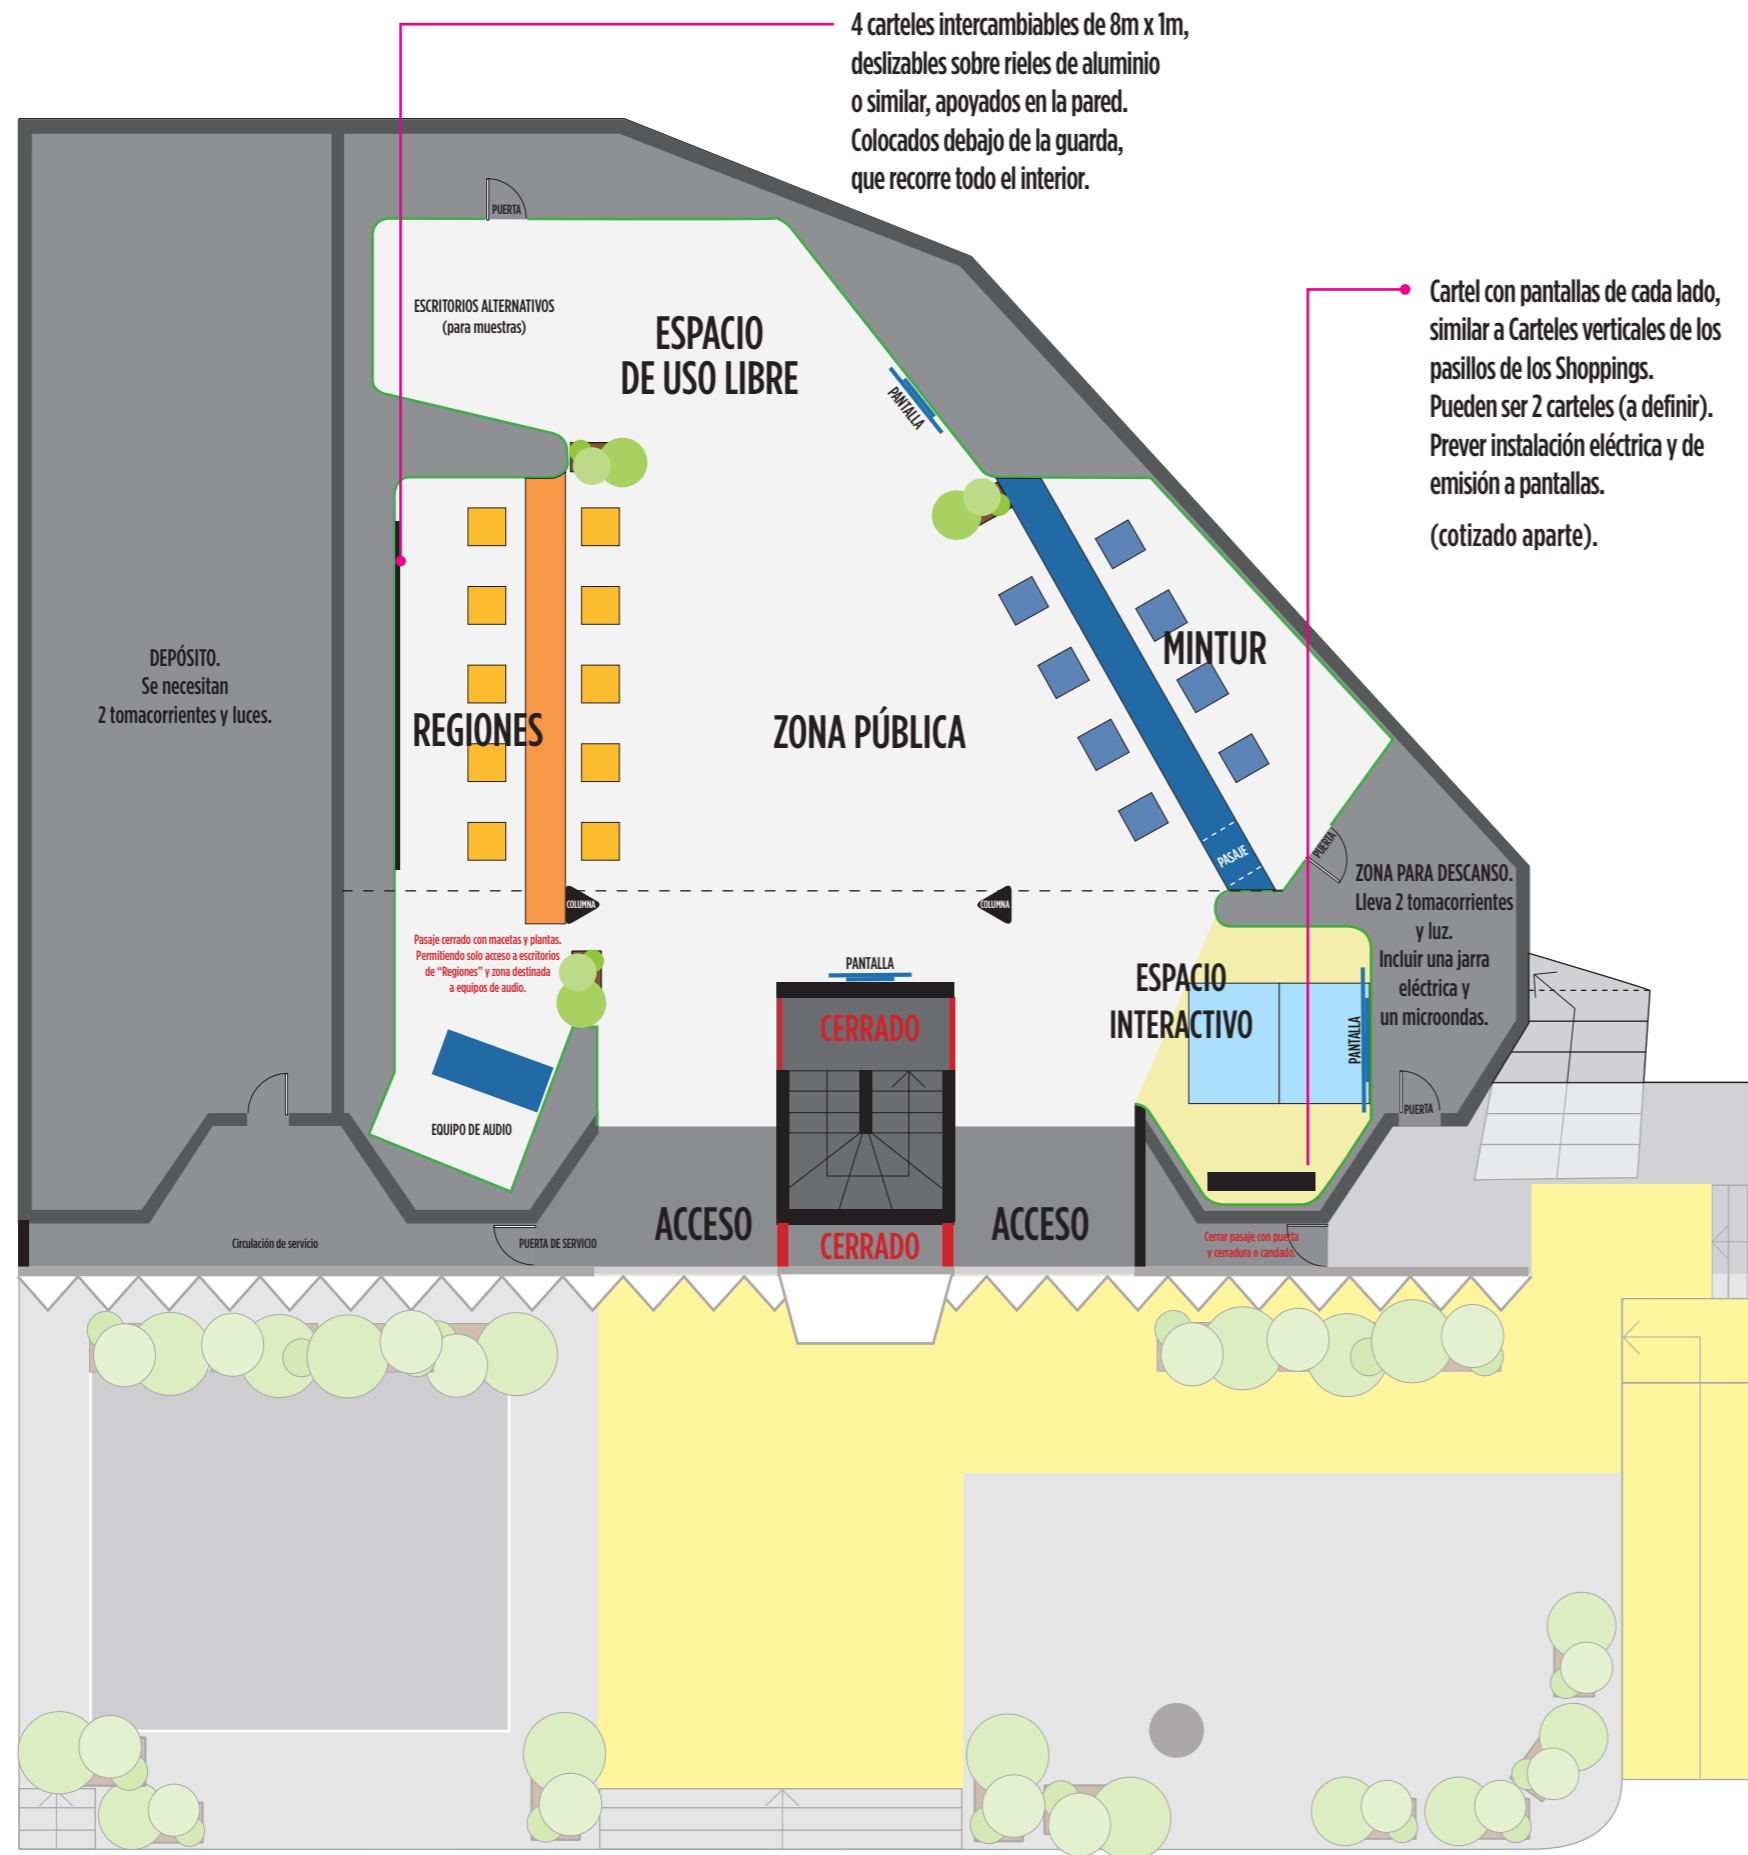 4 carteles intercambiables de 8m x 1m,
deslizables sobre rieles de aluminio
o similar, apoyados en la pared.
Colocados debajo de la guarda,
que recorre todo el interior.
PUERTA
Cartel con pantallas de cada lado,
similar a Carteles verticales de los
pasillos de los Shoppings.
Pueden ser 2 carteles (a definir).
Prever instalación eléctrica y de
emisión a pantallas.
(cotizado aparte).
ESCRITORIOS ALTERNATIVOS
(para muestras)
ESPACIO
DE USO LIBRE
PANTALLA
DEPÓSITO.
Se necesitan
2 tomacorrientes y luces.
REGIONES
ZONA PÚBLICA
MINTUR
PASAJE
PUERTA
ZONA PARA DESCANSO.
Lleva 2 tomacorrientes
y luz.
Incluir una jarra
eléctrica y
un microondas.
COLUMNA
COLUMNA
Pasaje cerrado con macetas y plantas.
Permitiendo solo acceso a escritorios
de “Regiones” y zona destinada
a equipos de audio.
PANTALLA
ESPACIO
INTERACTIVO
PANTALLA
CERRADO
PUERTA
EQUIPO DE AUDIO
ACCESO
ACCESO
CERRADO
Circulación de servicio
PUERTA DE SERVICIO
Cerrar pasaje con puerta
y cerradura o candado.